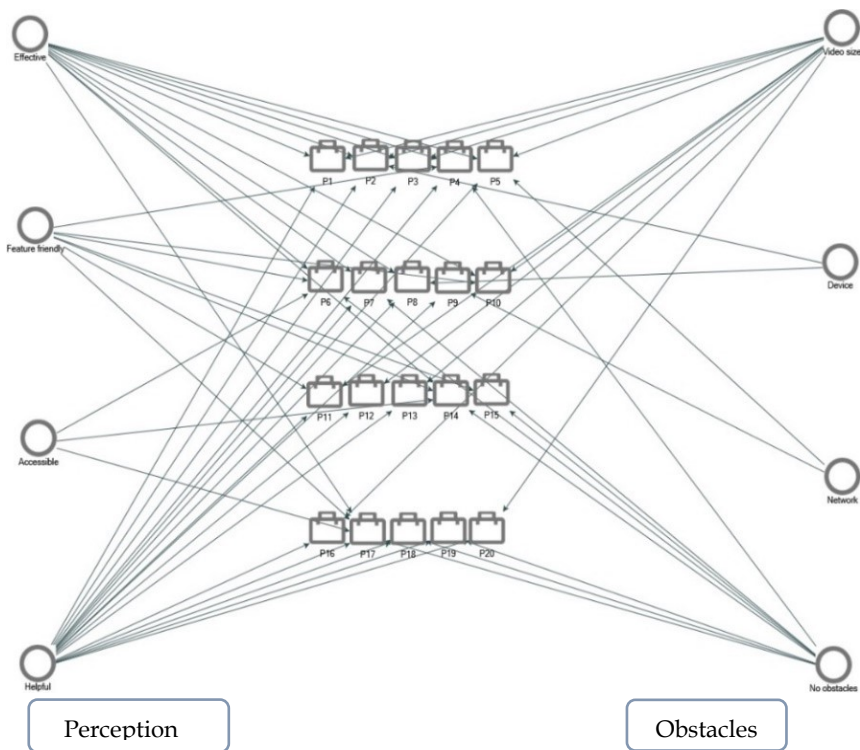 Effective
Video size
P1 P2 P3 P4 P5
Feature friendly
Device
P6 P7 P8 P9 P10
P11 P12 P13 P14 P15
Accessible
Network
P16 P17 P18 P19 P20
Helpful
No obstacles
Perception
Obstacles